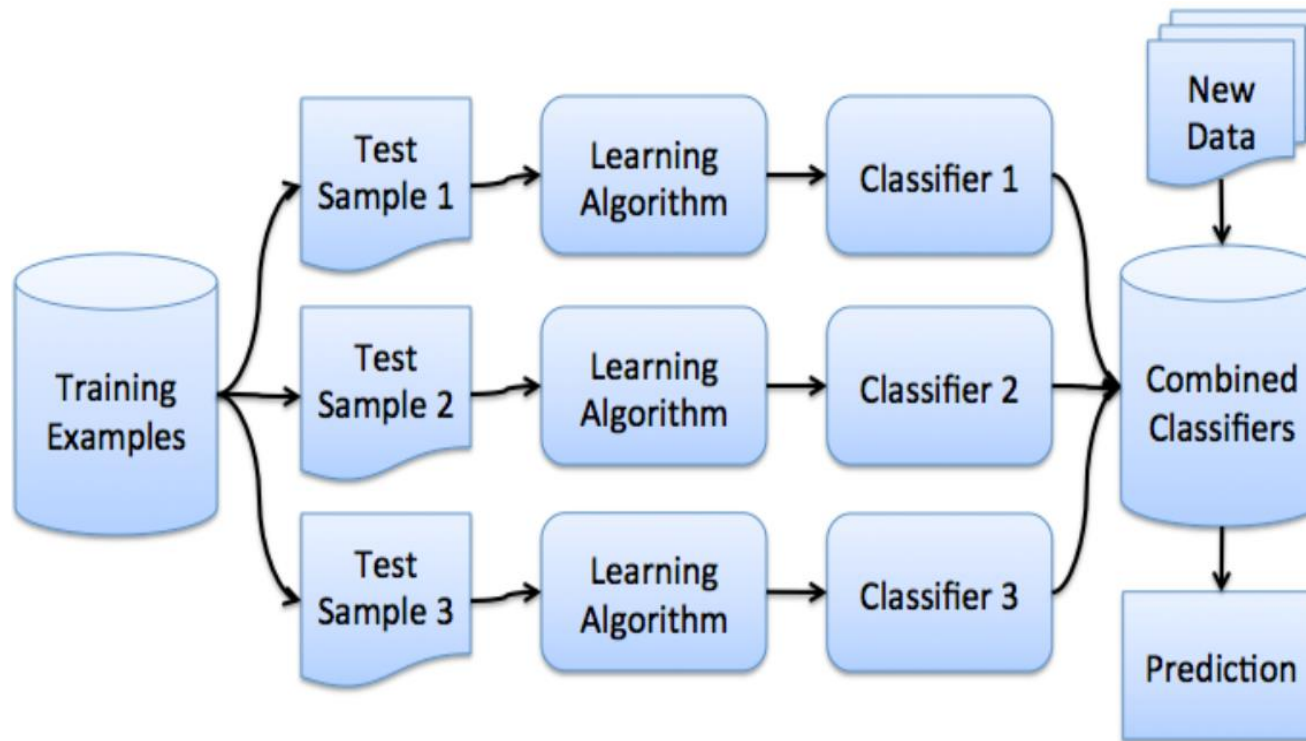 Training
Examples
Test
Sample 1
Learning
Algorithm
Classifier 1
Test
Sample 2
Learning
Algorithm
Classifier 2
Test
Sample 3
Learning
Algorithm
Classifier 3
New
Data
Combined
Classifiers
Prediction